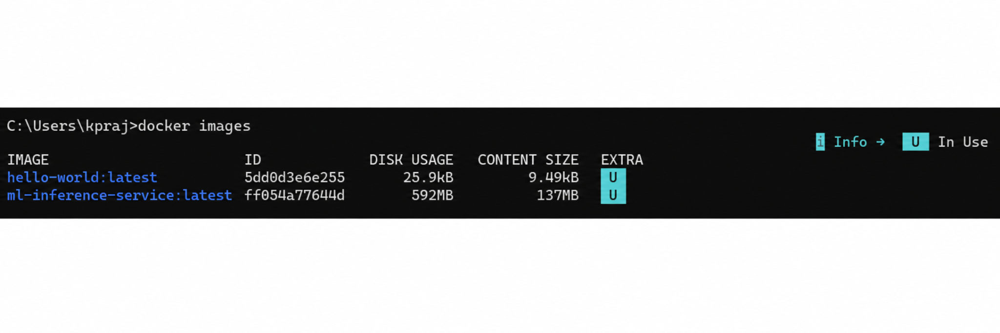 C:\Users\kpraj>docker images
i Info → U In Use
IMAGE ID DISK USAGE CONTENT SIZE EXTRA
hello-world:latest 5dd0d3e6e255 25.9kB 9.49kB U
ml-inference-service:latest ff054a77644d 592MB 137MB U